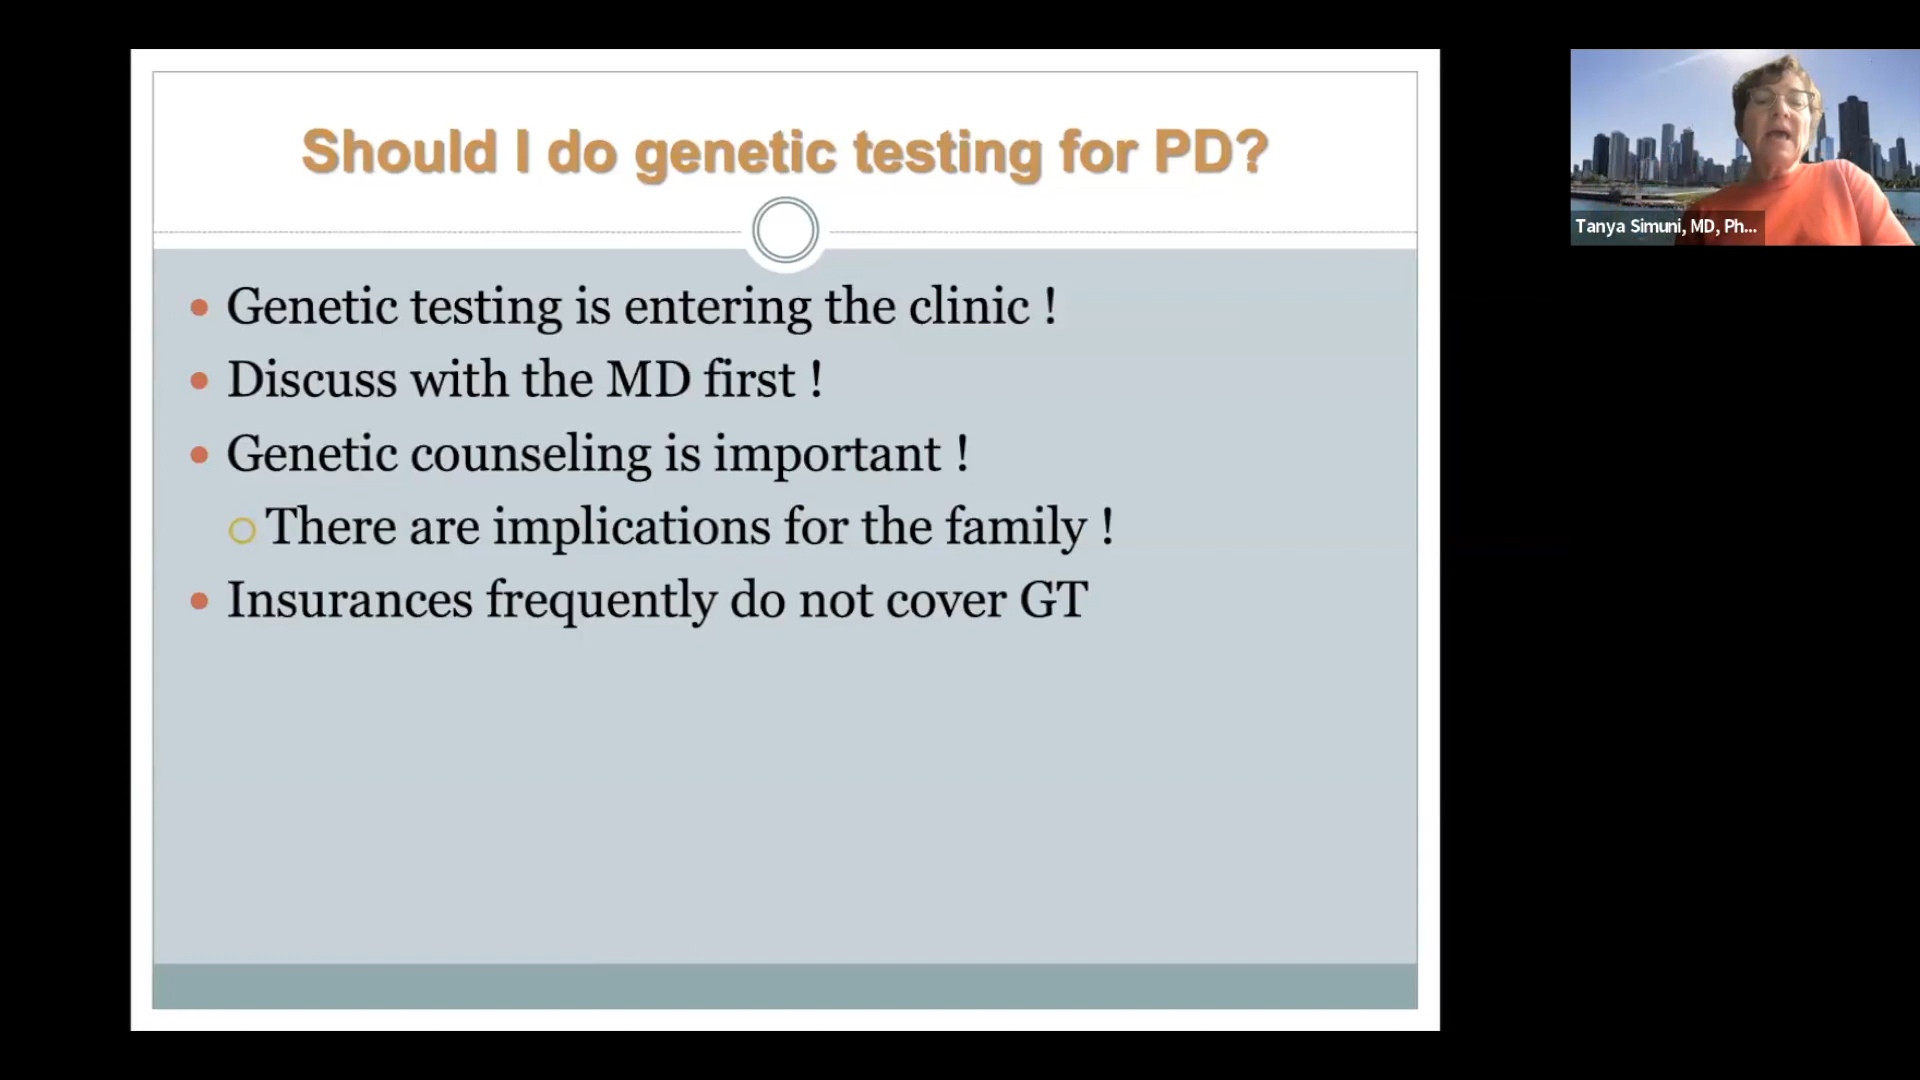 Should I do genetic testing for PD?
Genetic testing is entering the clinic !
Discuss with the MD first !
Genetic counseling is important !
There are implications for the family !
Insurances frequently do not cover GT
Tanya Simuni, MD, Ph...